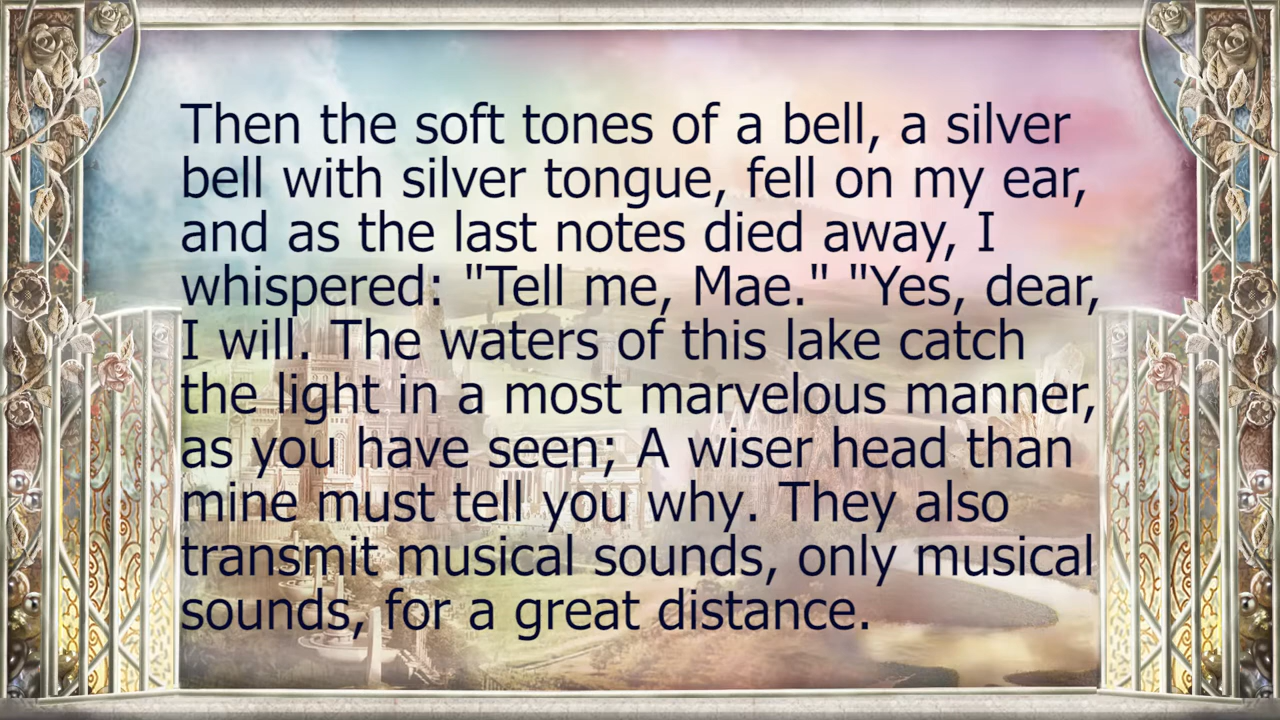 Then the soft tones of a bell, a silver
bell with silver tongue, fell on my ear,
and as the last notes died away, I
whispered: "Tell me, Mae." "Yes, dear,
I will. The waters of this lake catch
the light in a most marvelous manner,
as you have seen; A wiser head than
mine must tell you why. They also
transmit musical sounds, only musical
sounds, for a great distance.